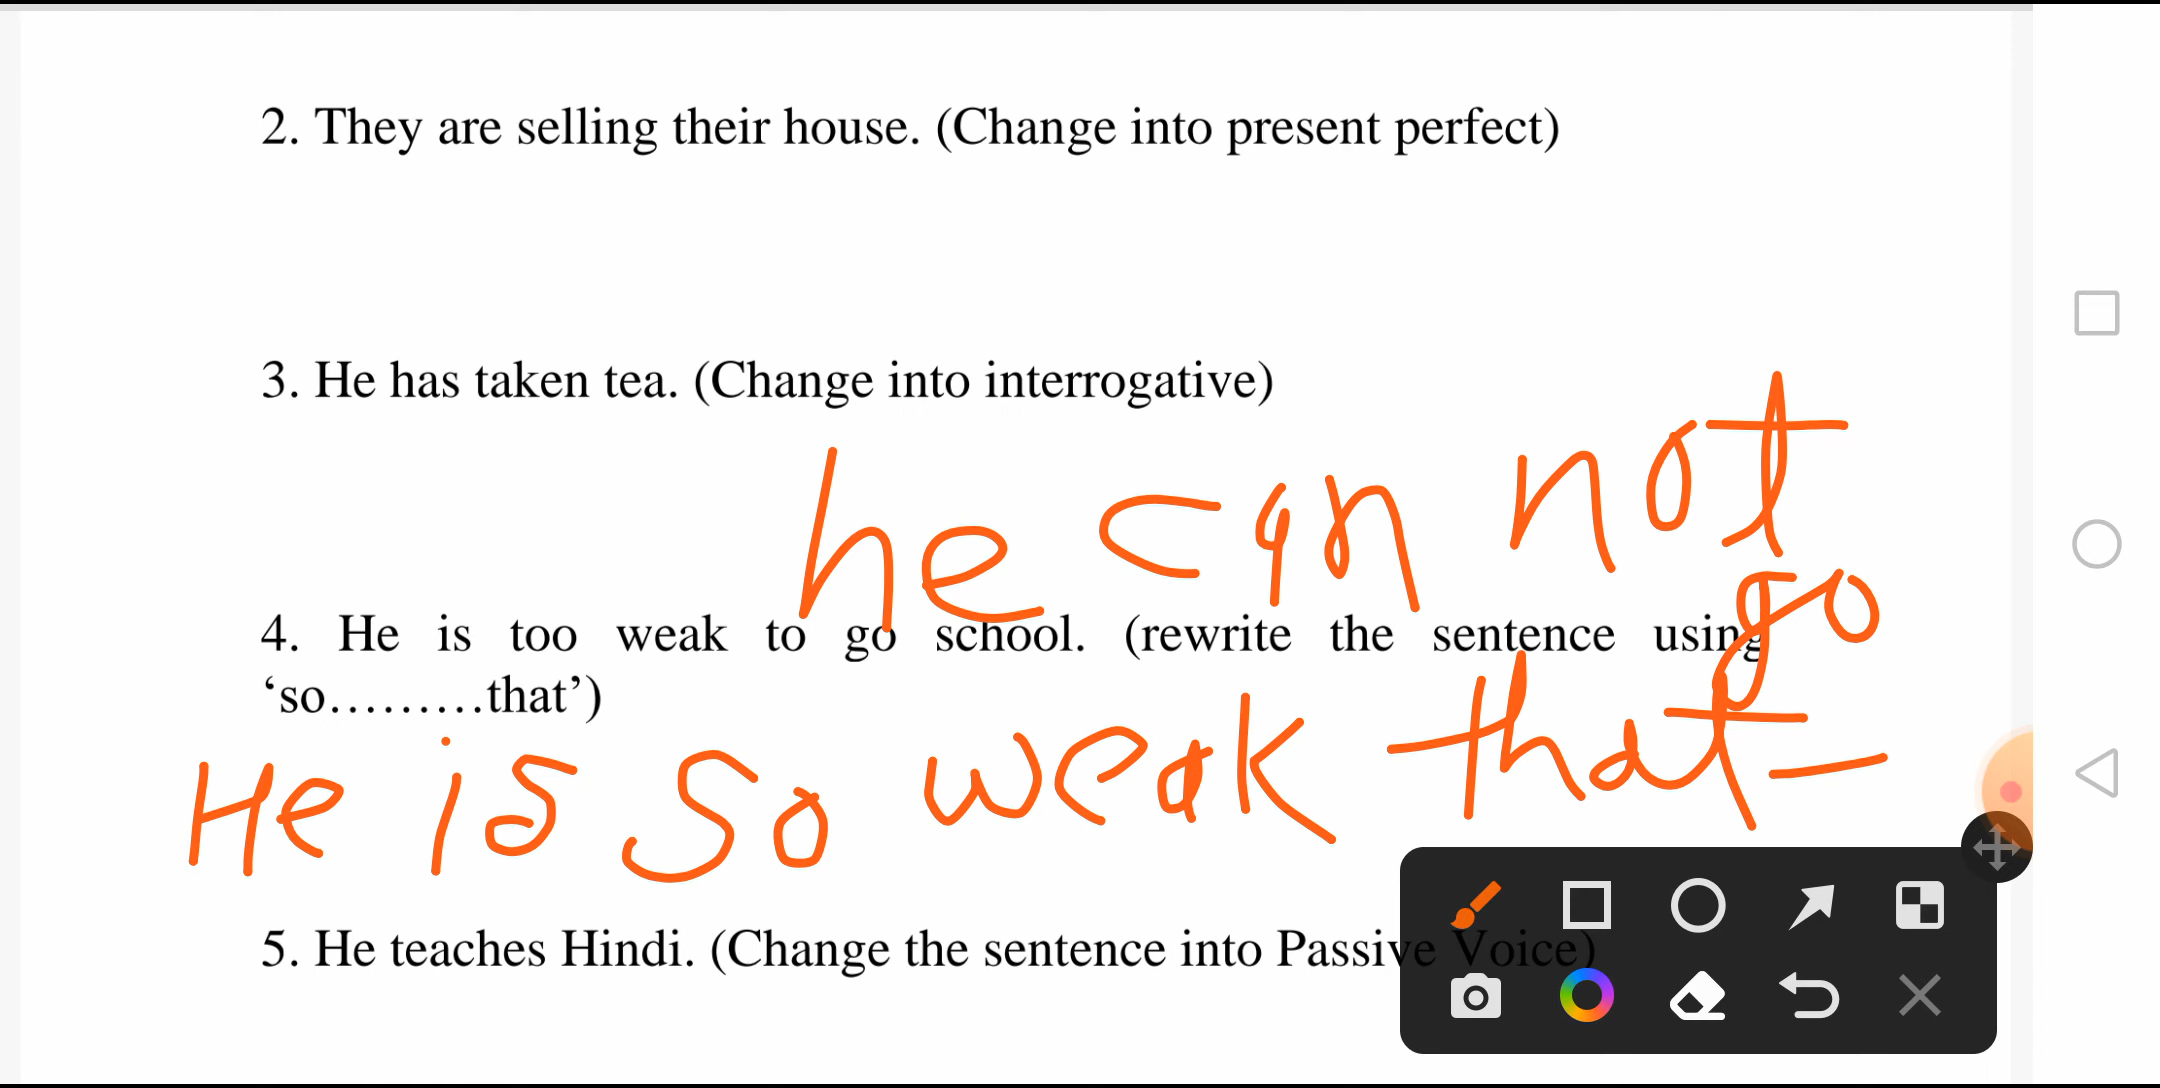 2. They are selling their house. (Change into present perfect)
3. He has taken tea. (Change into interrogative)
he can not
go
4. He is too weak to go school. (rewrite the sentence using
‘so.........that’)
He is so weak that
5. He teaches Hindi. (Change the sentence into Passive Voice)